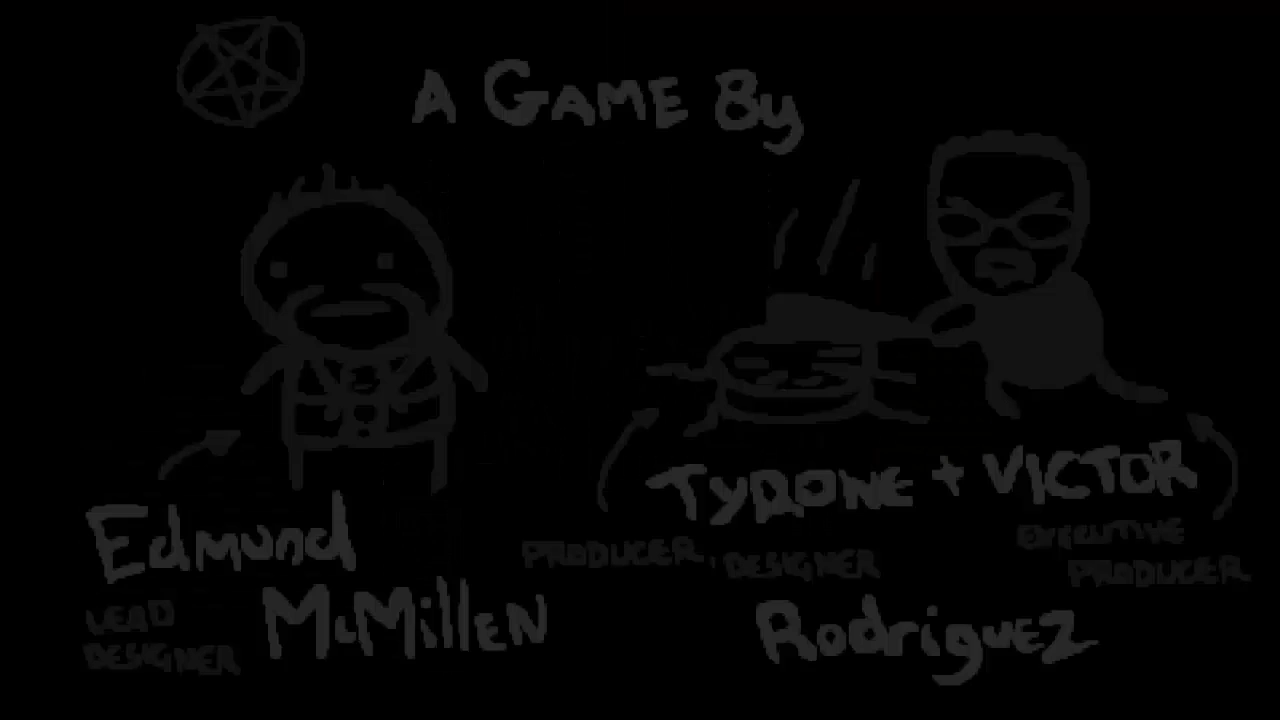 A GAME By
Edmund
McMillEN
LEAD
DESIGNER
TYRONE + VICTOR
PRODUCER, DESIGNER
EXECUTIVE
PRODUCER
RodriguEZ